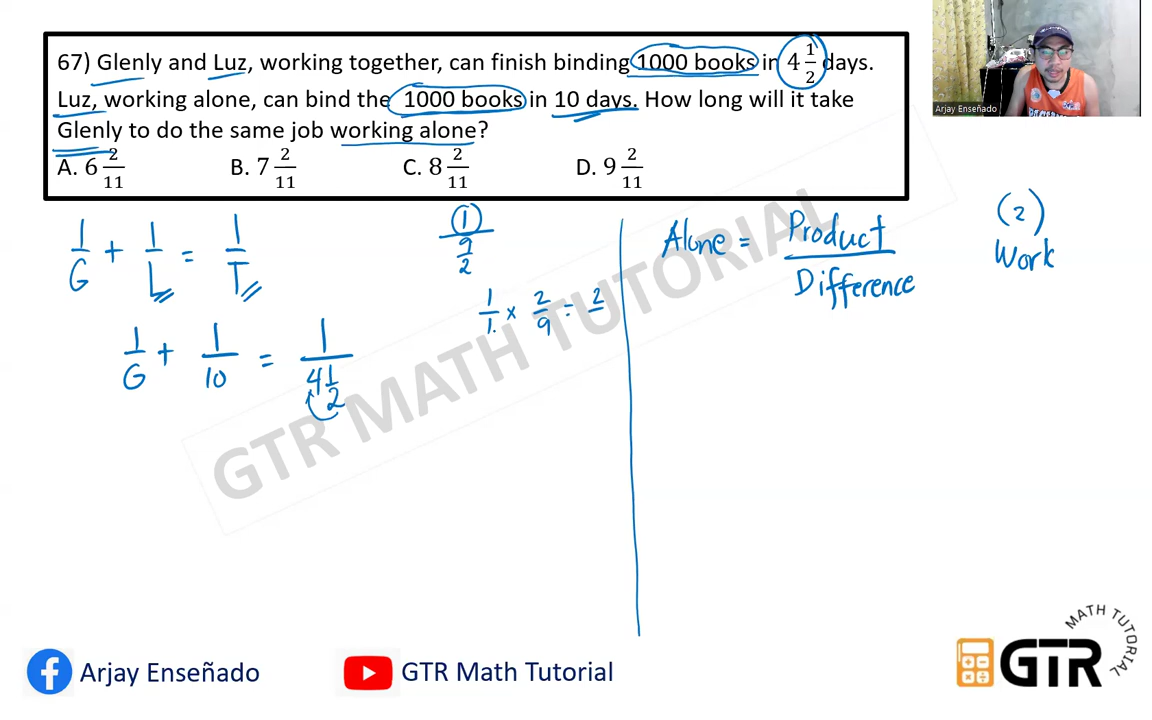 67) Glenly and Luz, working together, can finish binding 1000 books in 4 1/2 days.
Luz, working alone, can bind the 1000 books in 10 days. How long will it take
Glenly to do the same job working alone?
A. 6 2/11 B. 7 2/11 C. 8 2/11 D. 9 2/11
1/G + 1/L = 1/T
1/G + 1/10 = 1/4 1/2
1/(9/2)
1/1 × 2/9 = 2/
Alone = Product/Difference
(2)
Work
GTR MATH TUTORIAL
Arjay Enseñado
Arjay Enseñado
GTR Math Tutorial
GTR
MATH TUTORIAL